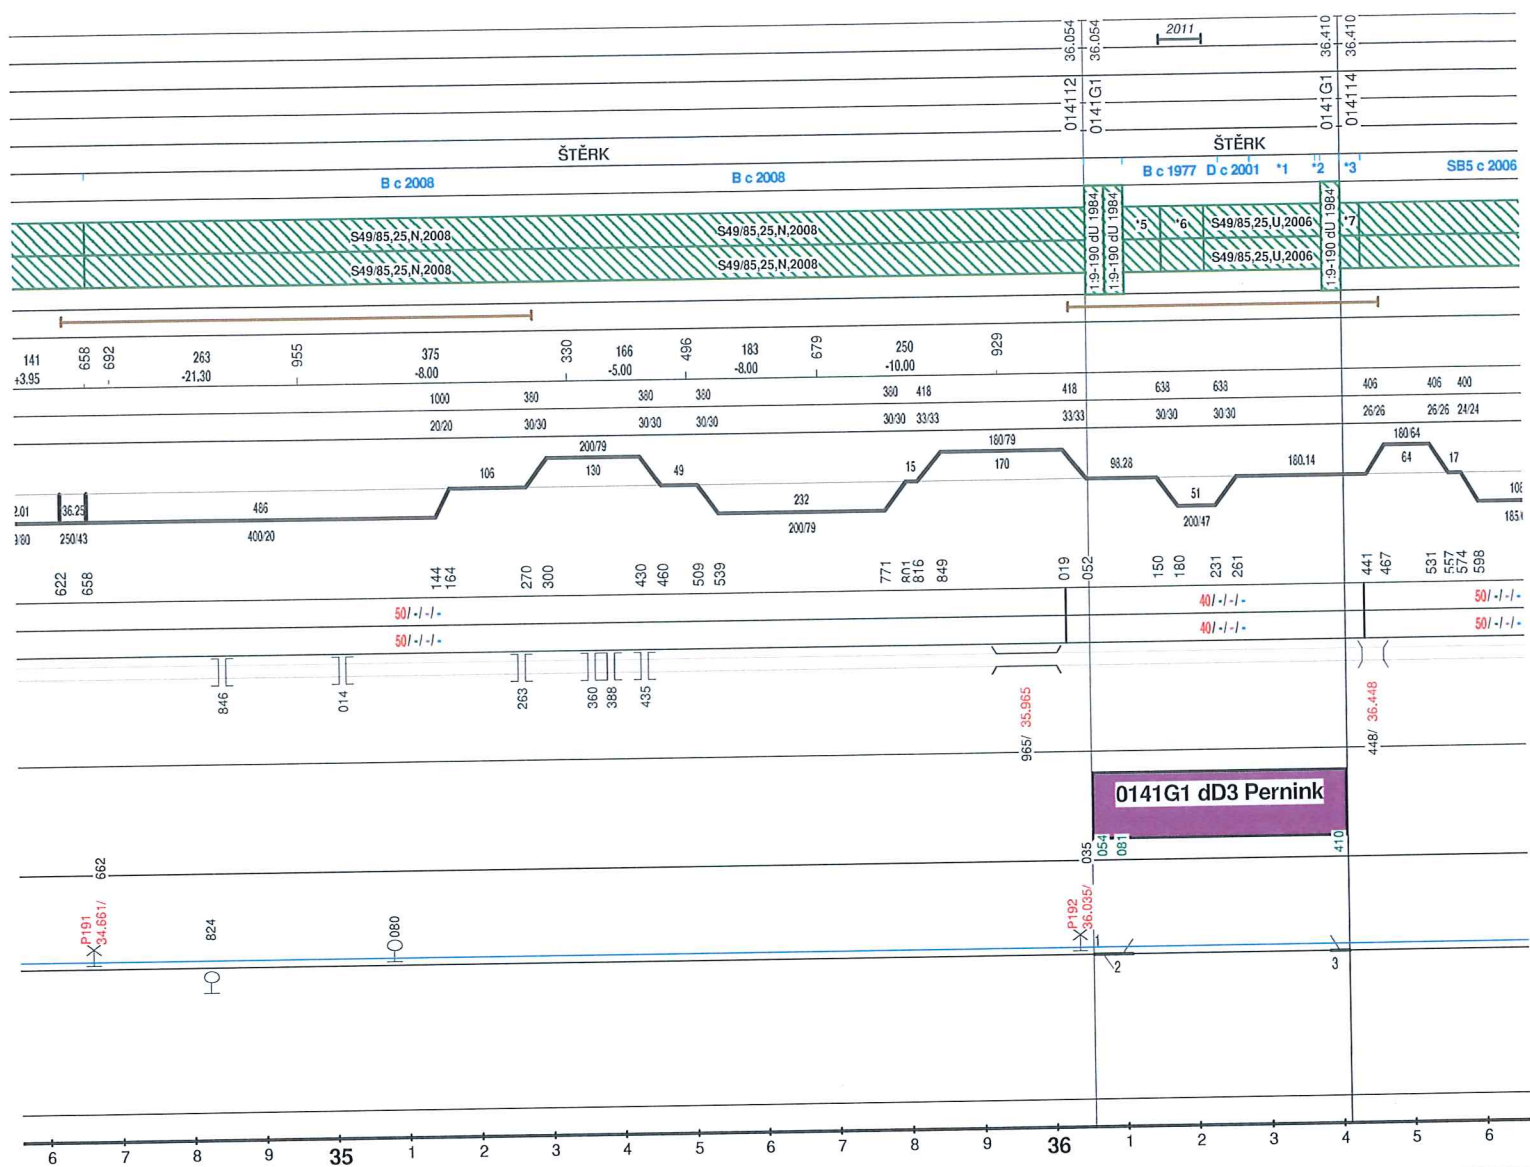 2011
36.054 36.054 36.410 36.410
014112 0141G1 0141G1 014114
ŠTĚRK ŠTĚRK
B c 2008 B c 2008 B c 1977 D c 2001 *1 *2 *3 SB5 c 2006
S49/85,25,N,2008 S49/85,25,N,2008 1:9-190 dU 1984 1:9-190 dU 1984 *5 *6 S49/85,25,U,2006 1:9-190 dU 1984 *7
S49/85,25,N,2008 S49/85,25,N,2008 S49/85,25,U,2006
141 658 692 263 955 375 330 166 496 183 679 250 929
+3.95 -21.30 -8.00 -5.00 -8.00 -10.00
1000 380 380 380 380 418 418 638 638 406 406 400
20/20 30/30 30/30 30/30 30/30 33/33 33/33 30/30 30/30 26/26 26/26 24/24
200/79 180/79 180/64
106 130 49 15 170 98.28 180.14 64 17
2.01 36.25 486 232 51 108
9/80 250/43 400/20 200/79 200/47
622 658 144 164 270 300 430 460 509 539 771 801 816 849 019 052 150 180 231 261 441 467 531 557 574 598
50/-/-/- 40/-/-/- 50/-/-/-
50/-/-/- 40/-/-/- 50/-/-/-
846 014 263 360 388 435 965/ 35.965 448/ 36.448
0141G1 dD3 Pernink
035 054 081 410
662
P191 34.661/ 824 080 P192 36.035/
1
2 3
6 7 8 9 35 1 2 3 4 5 6 7 8 9 36 1 2 3 4 5 6